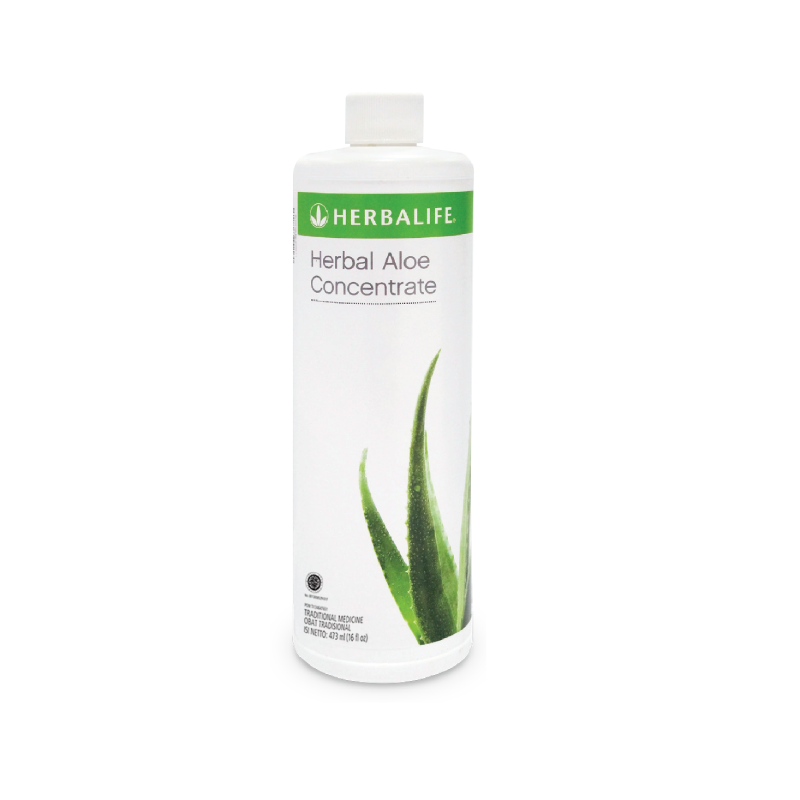 HERBALIFE
Herbal Aloe
Concentrate
TRADITIONAL MEDICINE
OBAT TRADISIONAL
ISI NETTO: 473 ml (16 fl oz)